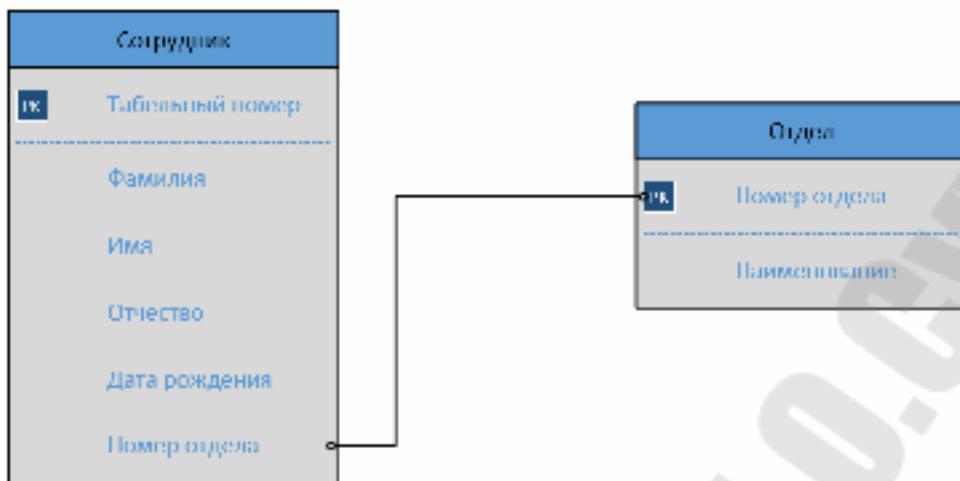 Сотрудник
PK Табельный номер
Фамилия
Имя
Отчество
Дата рождения
Номер отдела
Отдел
PK Номер отдела
Наименование